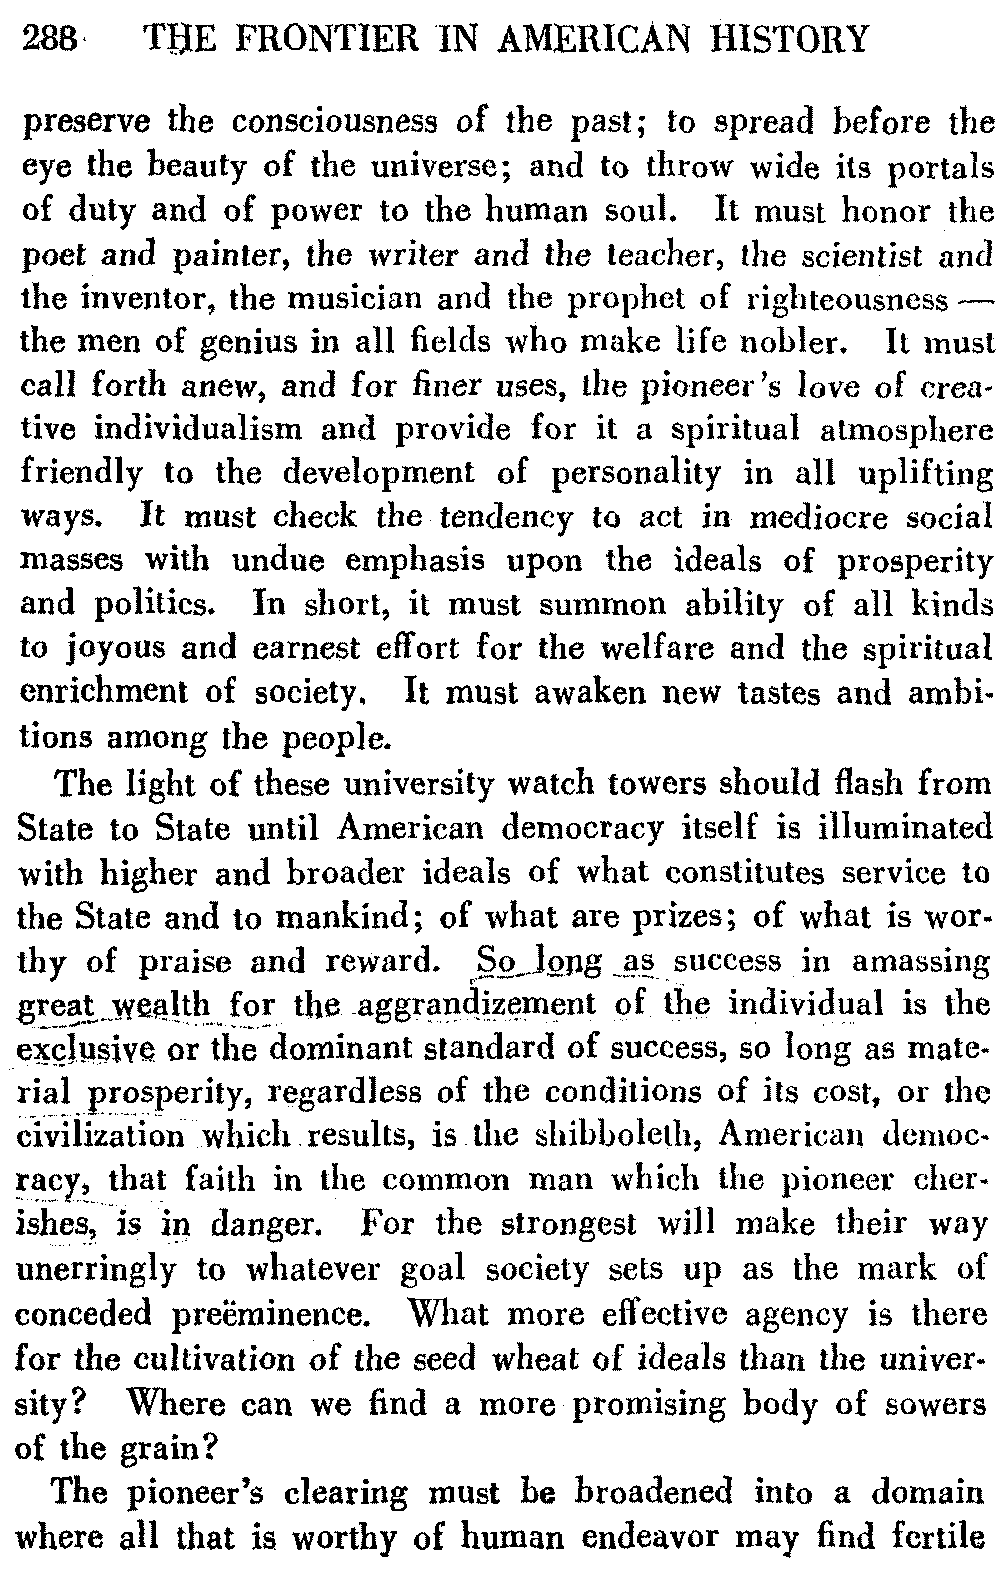 288 THE FRONTIER IN AMERICAN HISTORY
preserve the consciousness of the past; to spread before the
eye the beauty of the universe; and to throw wide its portals
of duty and of power to the human soul. It must honor the
poet and painter, the writer and the teacher, the scientist and
the inventor, the musician and the prophet of righteousness —
the men of genius in all fields who make life nobler. It must
call forth anew, and for finer uses, the pioneer's love of crea-
tive individualism and provide for it a spiritual atmosphere
friendly to the development of personality in all uplifting
ways. It must check the tendency to act in mediocre social
masses with undue emphasis upon the ideals of prosperity
and politics. In short, it must summon ability of all kinds
to joyous and earnest effort for the welfare and the spiritual
enrichment of society. It must awaken new tastes and ambi-
tions among the people.
The light of these university watch towers should flash from
State to State until American democracy itself is illuminated
with higher and broader ideals of what constitutes service to
the State and to mankind; of what are prizes; of what is wor-
thy of praise and reward. So long as success in amassing
great wealth for the aggrandizement of the individual is the
exclusive or the dominant standard of success, so long as mate-
rial prosperity, regardless of the conditions of its cost, or the
civilization which results, is the shibboleth, American democ-
racy, that faith in the common man which the pioneer cher-
ishes, is in danger. For the strongest will make their way
unerringly to whatever goal society sets up as the mark of
conceded preëminence. What more effective agency is there
for the cultivation of the seed wheat of ideals than the univer-
sity? Where can we find a more promising body of sowers
of the grain?
The pioneer's clearing must be broadened into a domain
where all that is worthy of human endeavor may find fertile